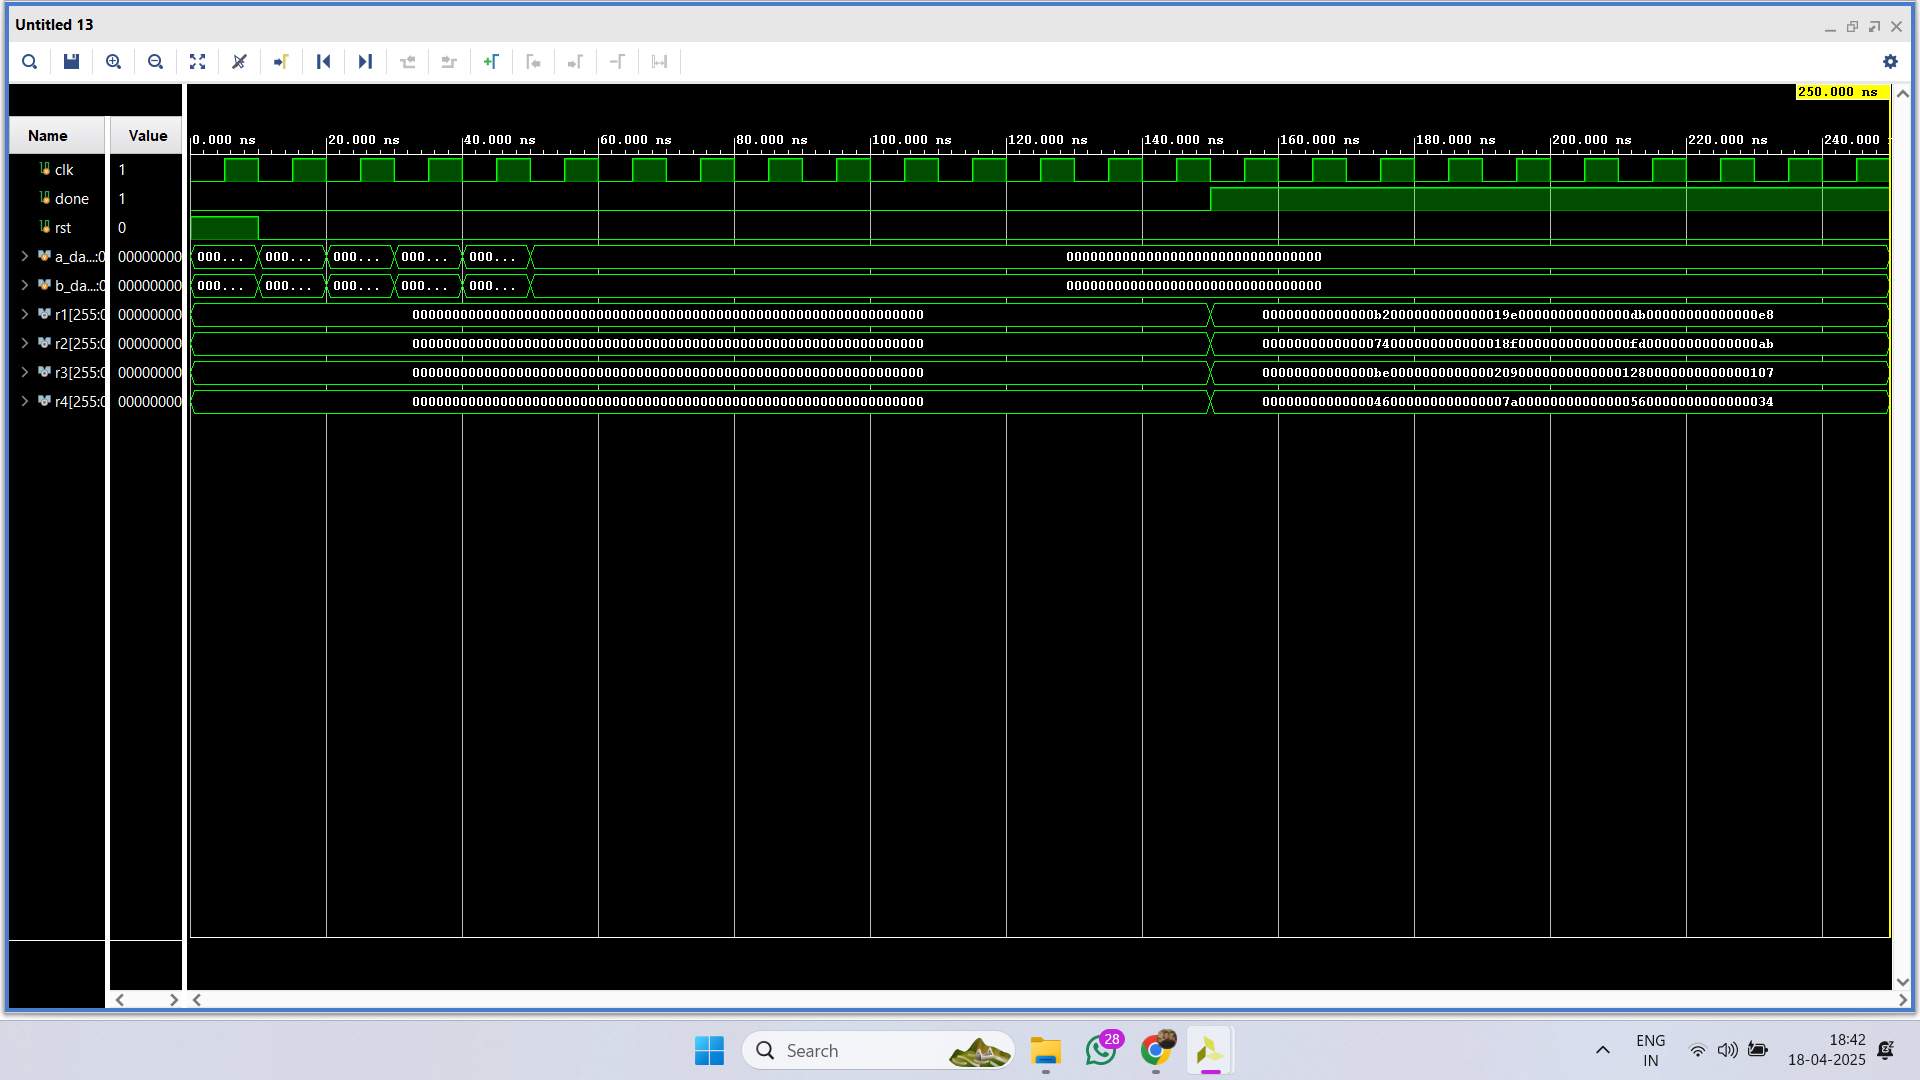 Untitled 13
250.000 ns
Name Value
0.000 ns 20.000 ns 40.000 ns 60.000 ns 80.000 ns 100.000 ns 120.000 ns 140.000 ns 160.000 ns 180.000 ns 200.000 ns 220.000 ns 240.000
clk 1
done 1
rst 0
a_da...:0 00000000 000... 000... 000... 000... 000... 00000000000000000000000000000000
b_da...:0 00000000 000... 000... 000... 000... 000... 00000000000000000000000000000000
r1[255:0 00000000 0000000000000000000000000000000000000000000000000000000000000000 00000000000000b2000000000000019e00000000000000db00000000000000e8
r2[255:0 00000000 0000000000000000000000000000000000000000000000000000000000000000 0000000000000074000000000000018f00000000000000fd00000000000000ab
r3[255:0 00000000 0000000000000000000000000000000000000000000000000000000000000000 00000000000000be000000000000020900000000000001280000000000000107
r4[255:0 00000000 0000000000000000000000000000000000000000000000000000000000000000 0000000000000046000000000000007a00000000000000560000000000000034
Search
28
ENG
IN
18:42
18-04-2025